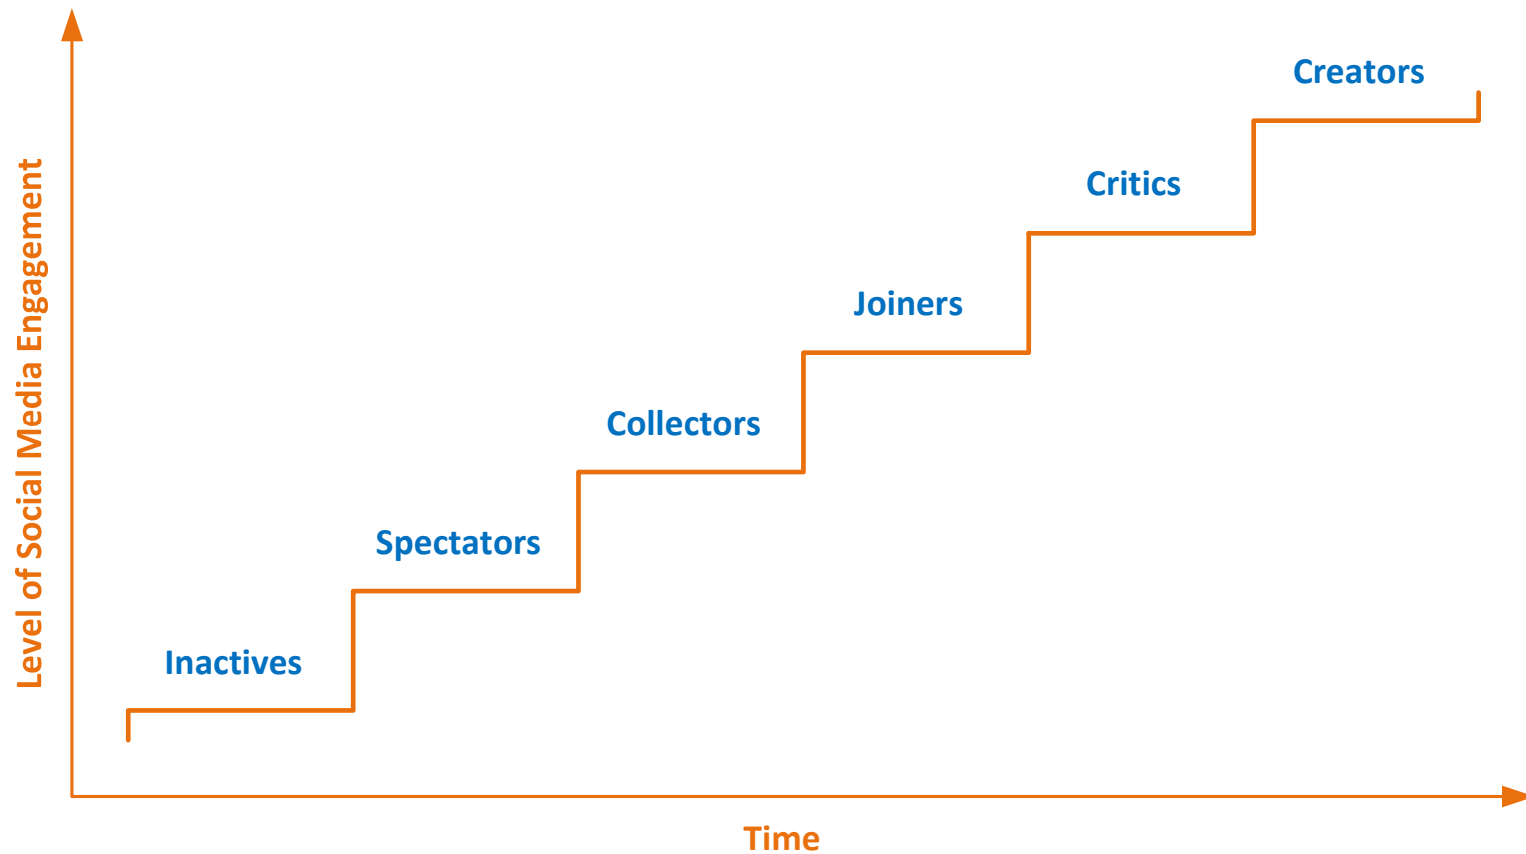 Creators
Critics
Joiners
Collectors
Spectators
Inactives
Level of Social Media Engagement
Time